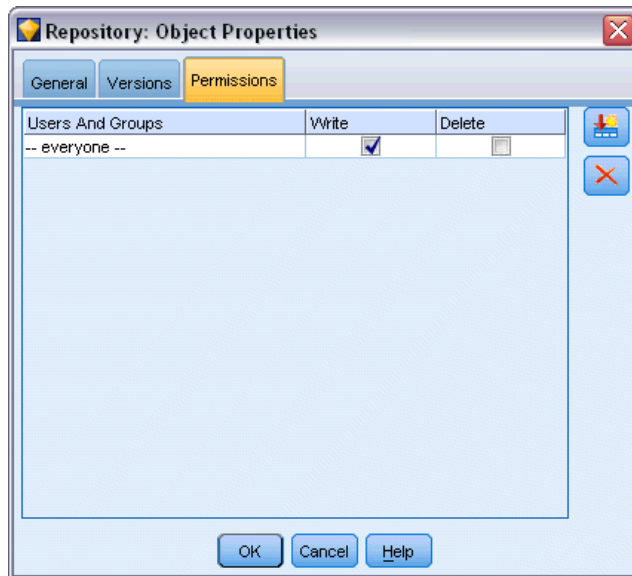 Repository: Object Properties
General Versions Permissions
Users And Groups Write Delete
-- everyone --
OK Cancel Help